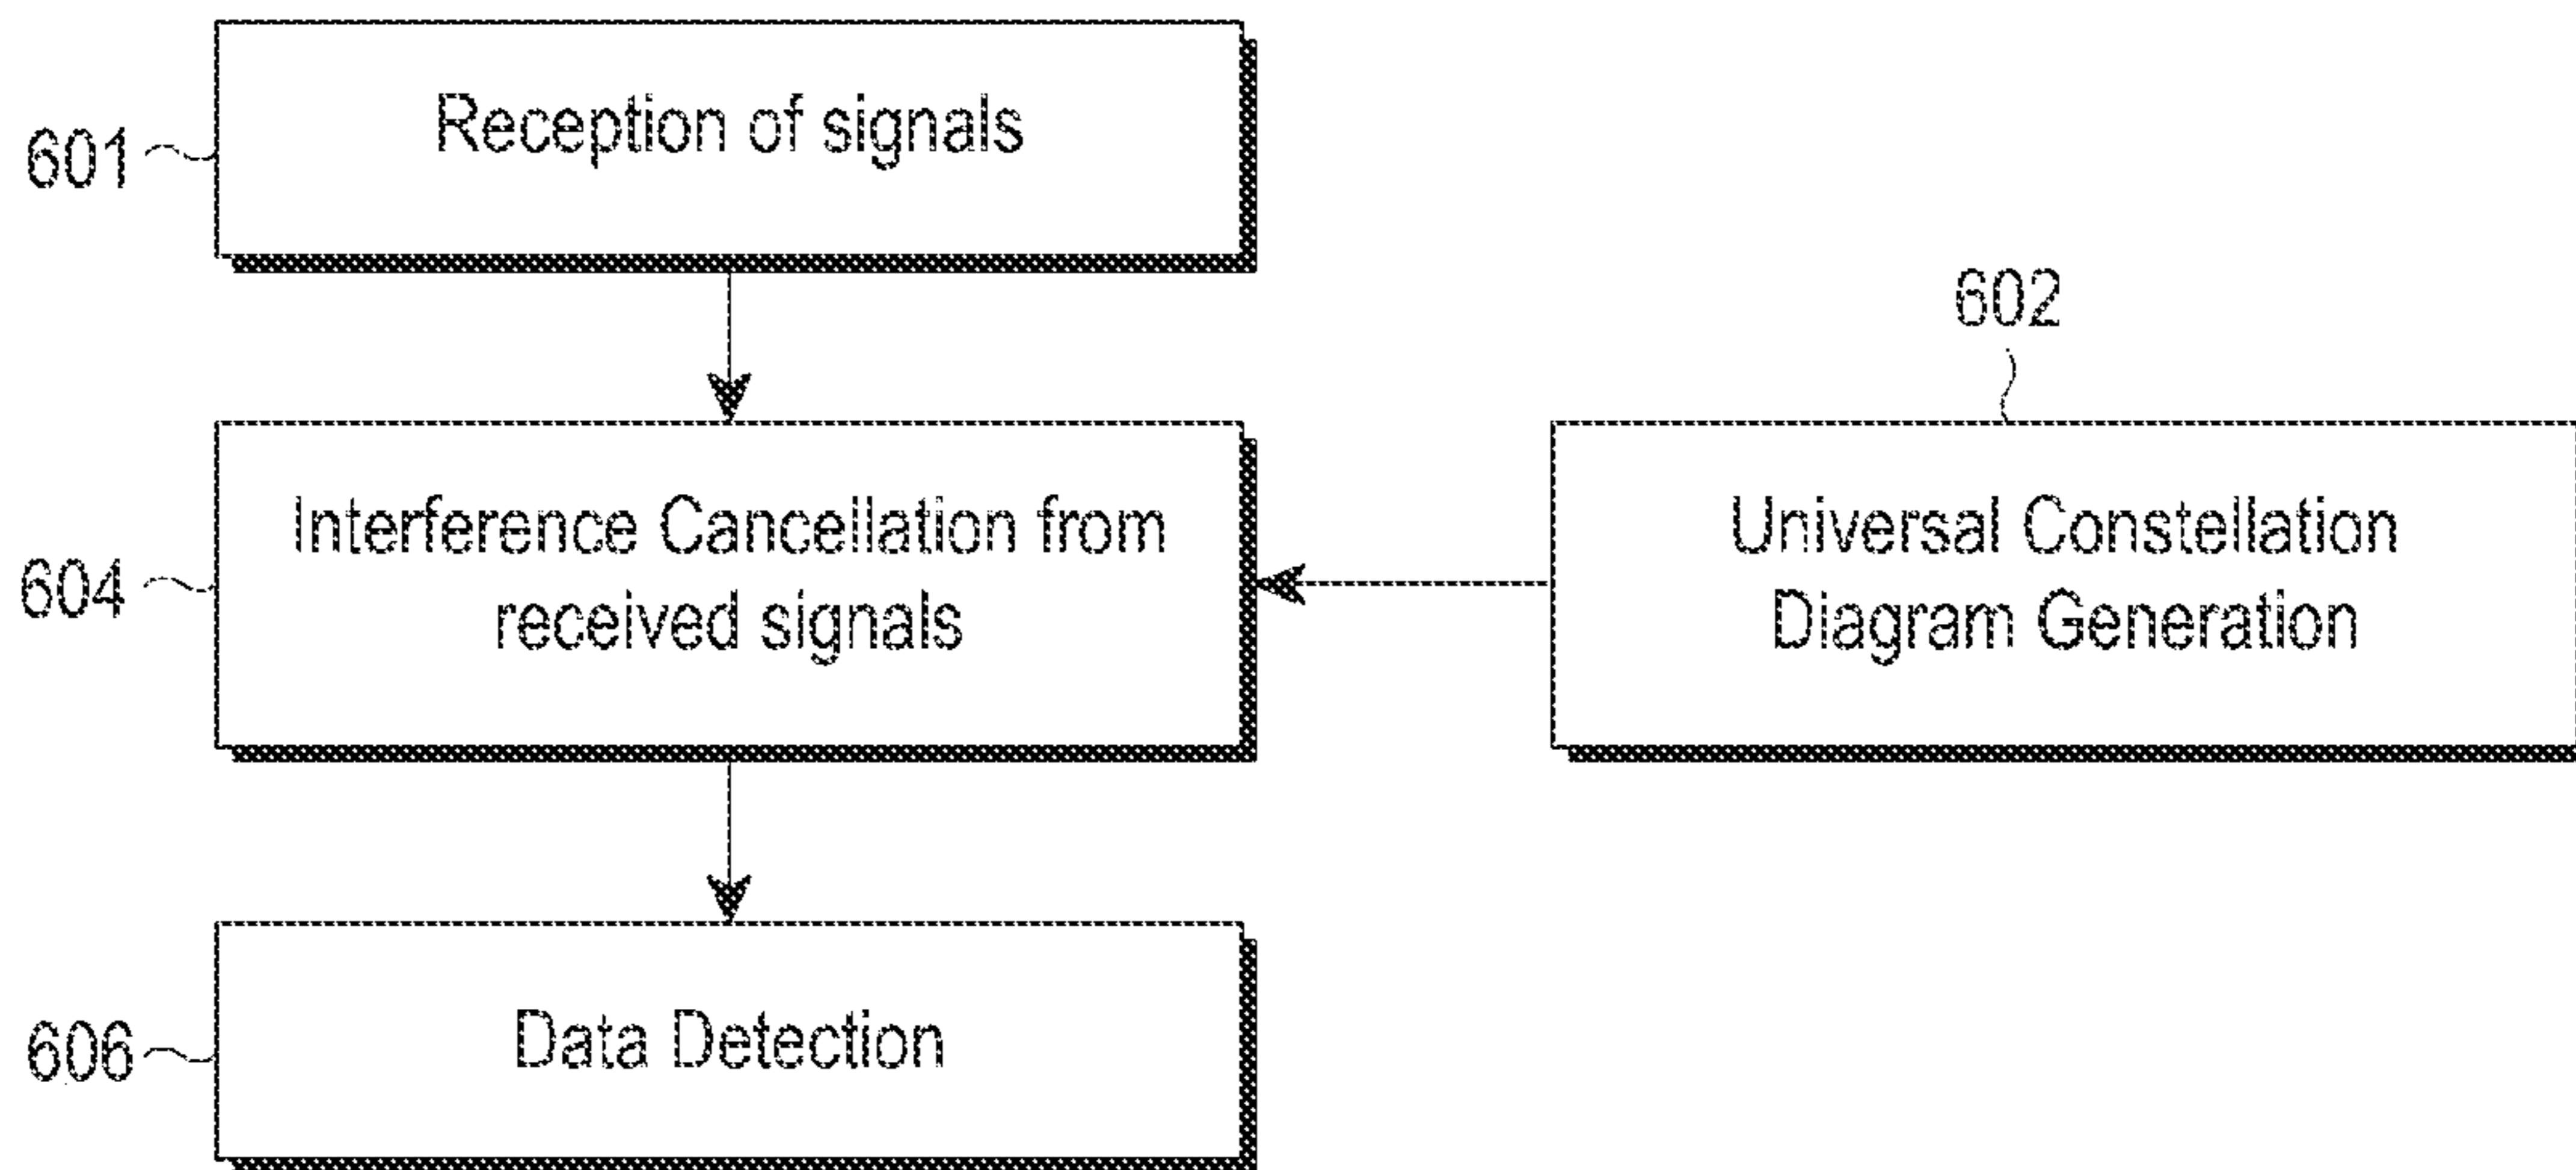 Reception of signals
601
602
Interference Cancellation from
received signals
604
Universal Constellation
Diagram Generation
Data Detection
606